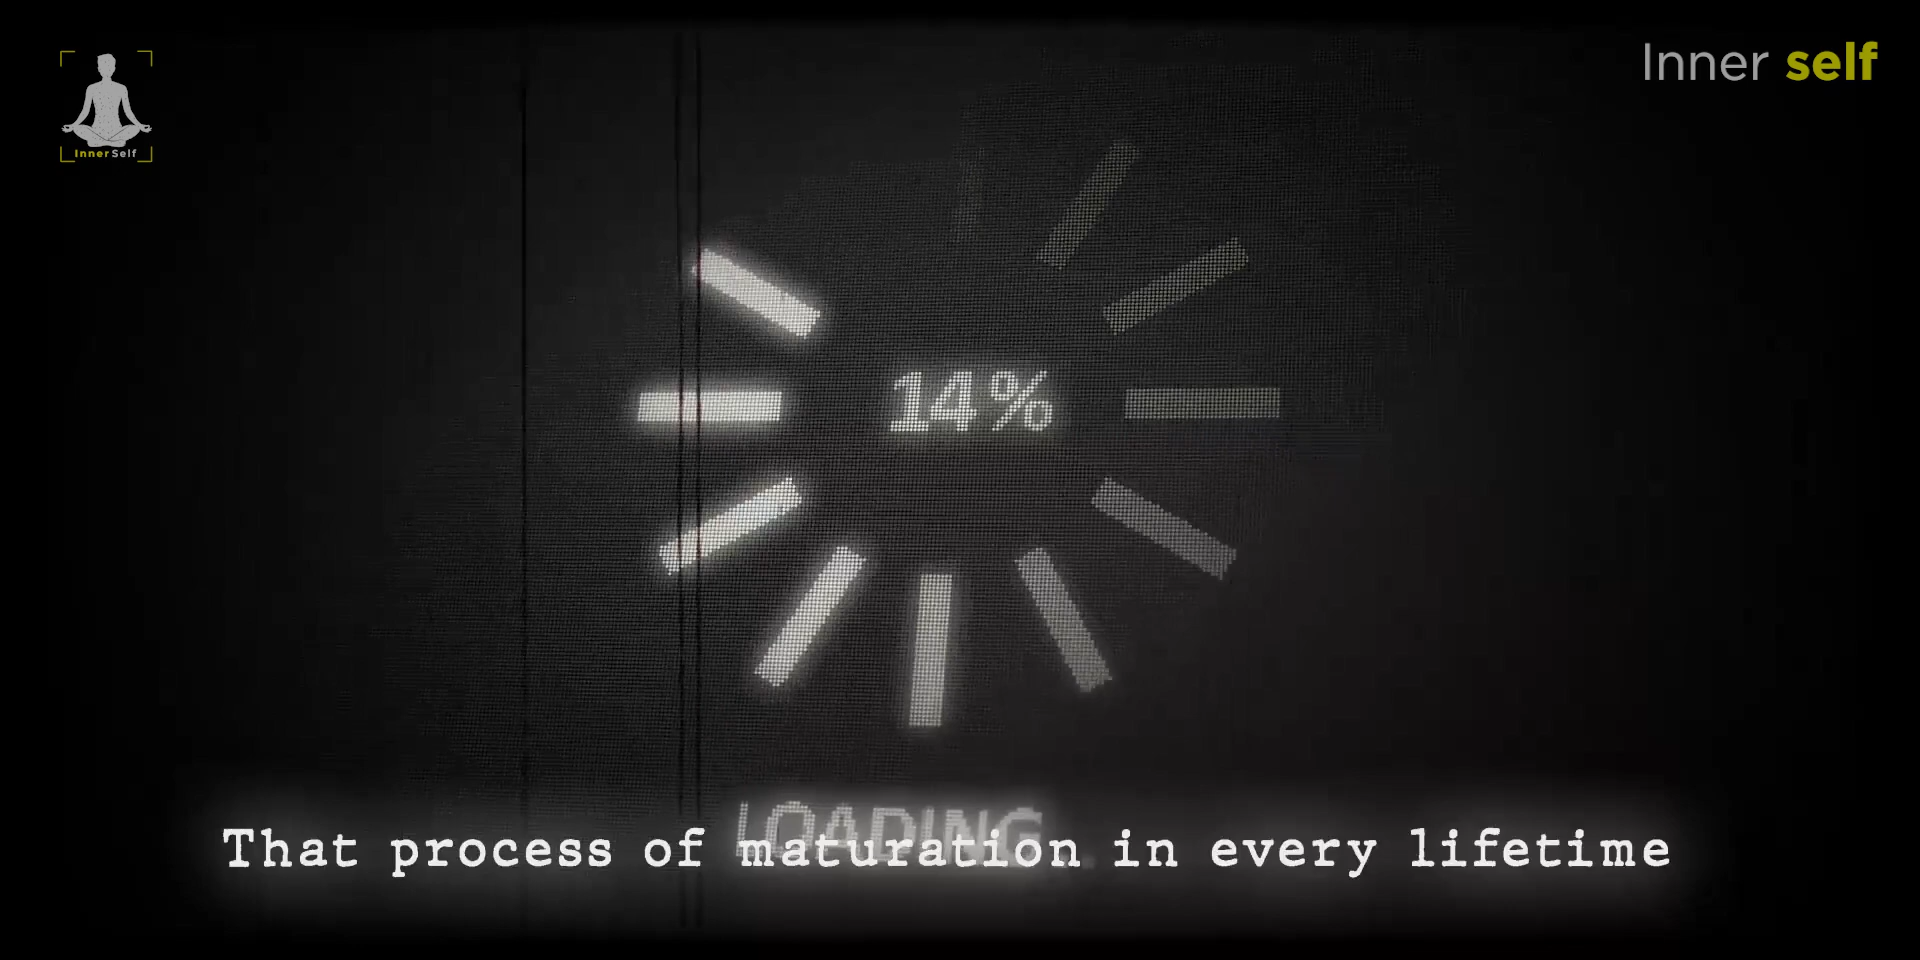 Inner self
InnerSelf
14%
LOADING
That process of maturation in every lifetime